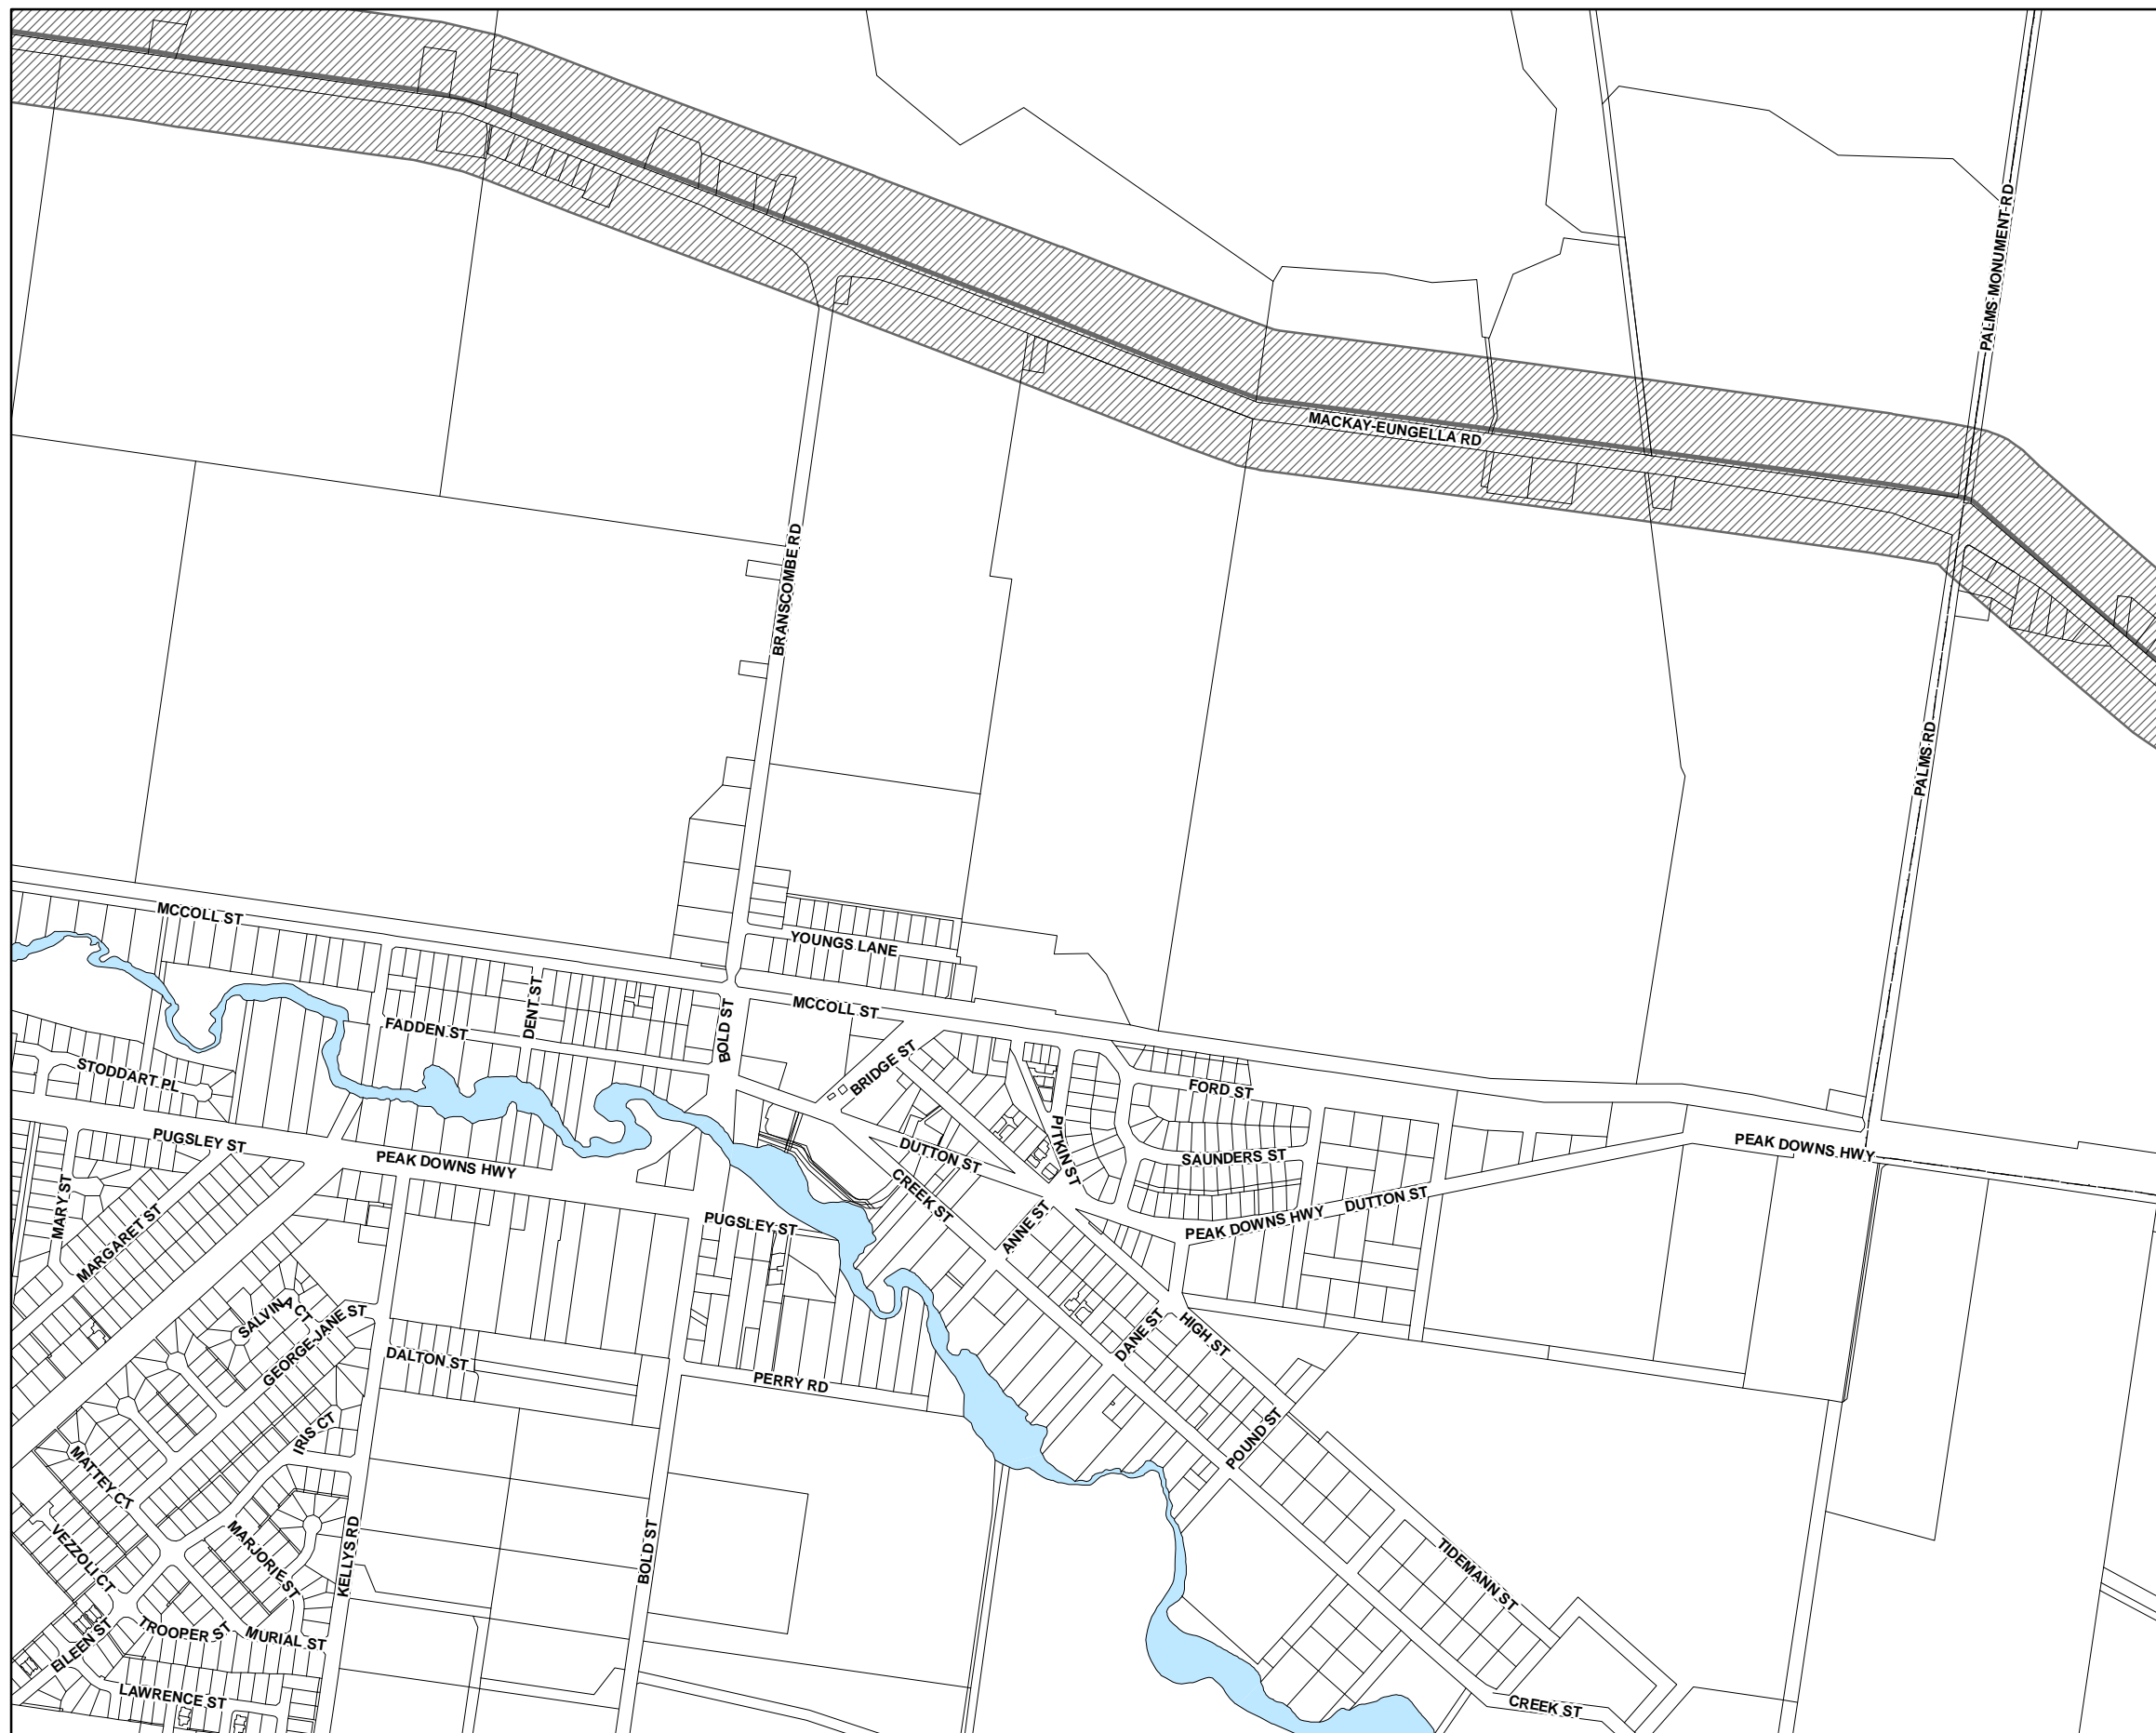 PALMS MONUMENT RD
MACKAY-EUNGELLA RD
BRANSCOMBE RD
PALMS RD
MCCOLL ST
YOUNGS LANE
DENT ST
BOLD ST
MCCOLL ST
FADDEN ST
BRIDGE ST
STODDART PL
FORD ST
PITKIN ST
PUGSLEY ST
PEAK DOWNS HWY
DUTTON ST
SAUNDERS ST
PEAK DOWNS HWY
MARY ST
CREEK ST
DUTTON ST
MARGARET ST
PUGSLEY ST
ANNE ST
PEAK DOWNS HWY
SALVINA CT
GEORGE-JANE ST
DANE ST
HIGH ST
DALTON ST
PERRY RD
IRIS CT
POUND ST
MATTEY CT
VEZZOLI CT
MARJORIE ST
KELLYS RD
BOLD ST
TIDEMANN ST
EILEEN ST
TROOPER ST
MURIAL ST
LAWRENCE ST
CREEK ST